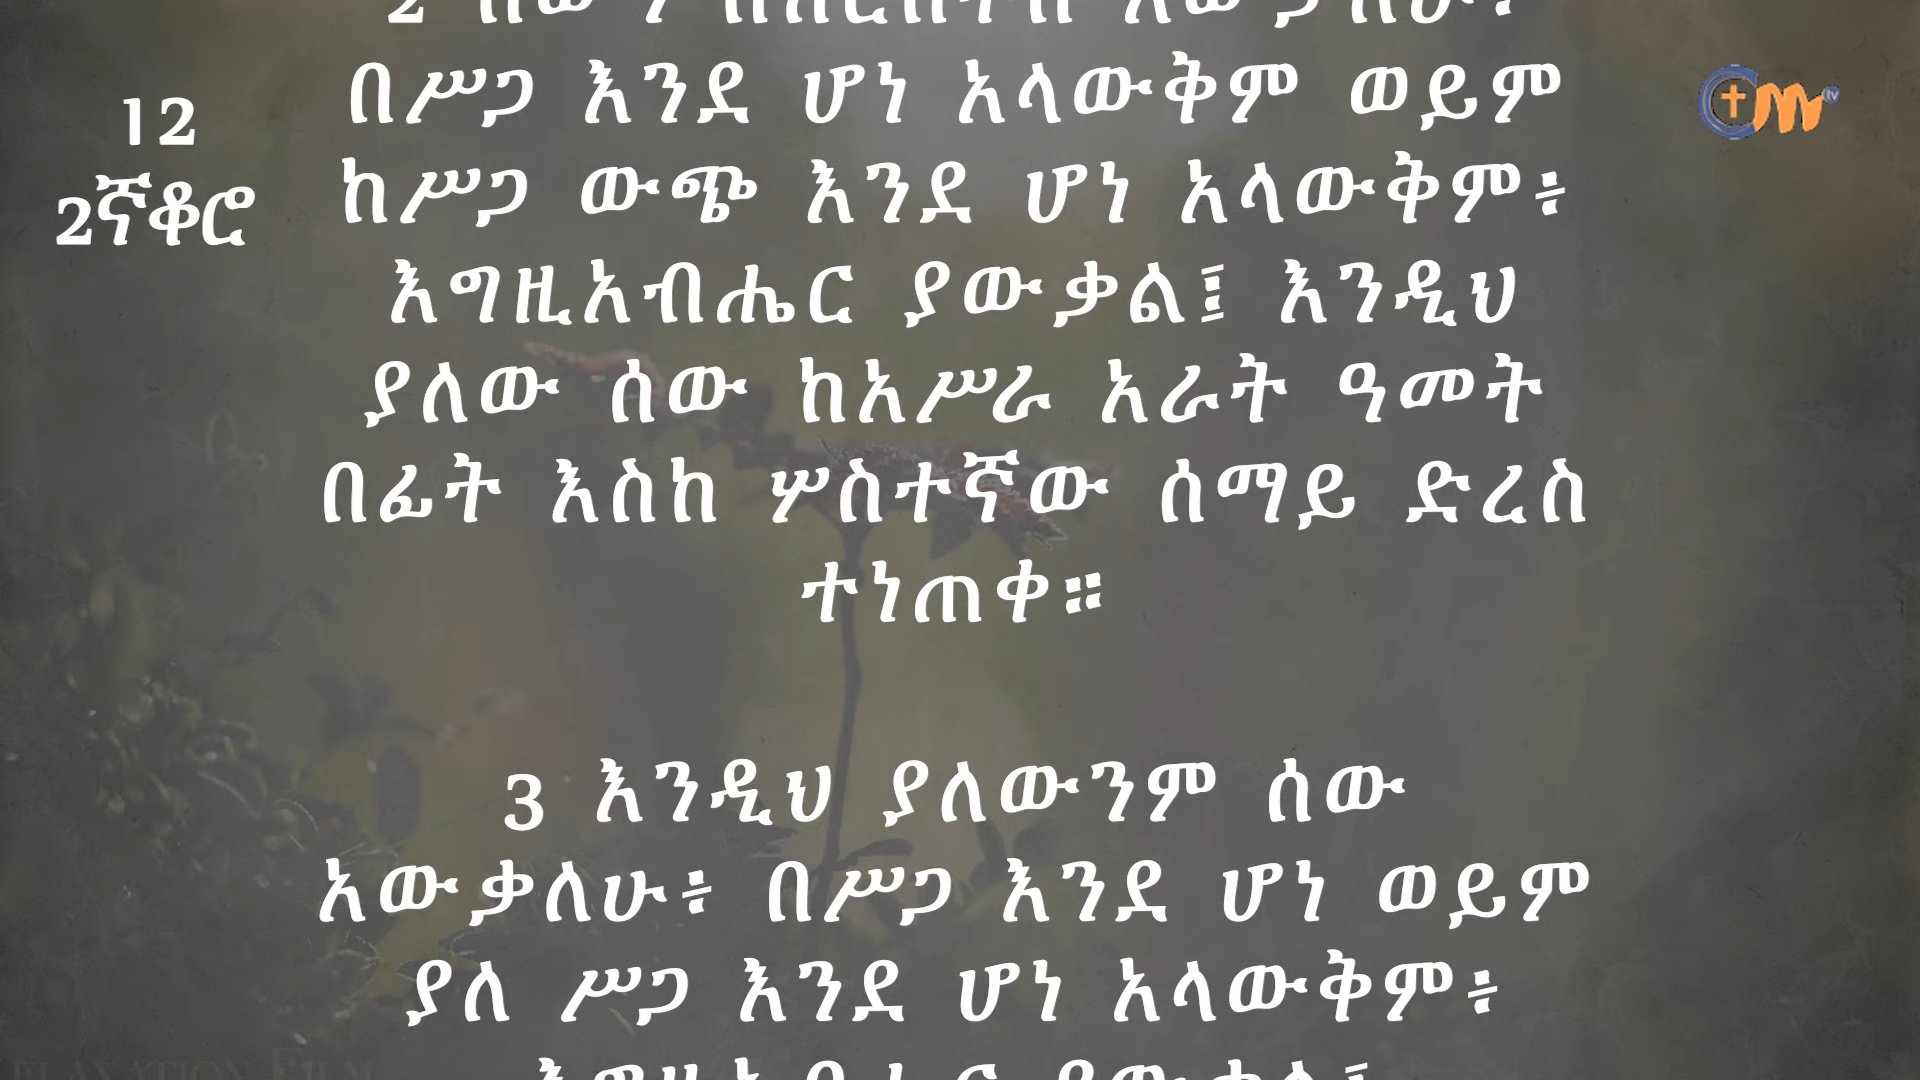 12
2ኛቆሮ
በሥጋ እንደ ሆነ አላውቅም ወይም
ከሥጋ ውጭ እንደ ሆነ አላውቅም፥
እግዚአብሔር ያውቃል፤ እንዲህ
ያለው ሰው ከአሥራ አራት ዓመት
በፊት እስከ ሦስተኛው ሰማይ ድረስ
ተነጠቀ።
3 እንዲህ ያለውንም ሰው
አውቃለሁ፥ በሥጋ እንደ ሆነ ወይም
ያለ ሥጋ እንደ ሆነ አላውቅም፥